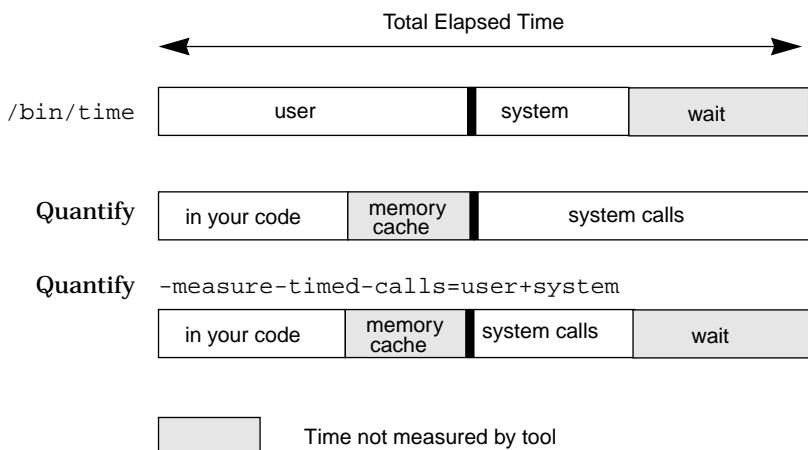 Total Elapsed Time
/bin/time user system wait
Quantify in your code memory cache system calls
Quantify -measure-timed-calls=user+system
in your code memory cache system calls wait
Time not measured by tool